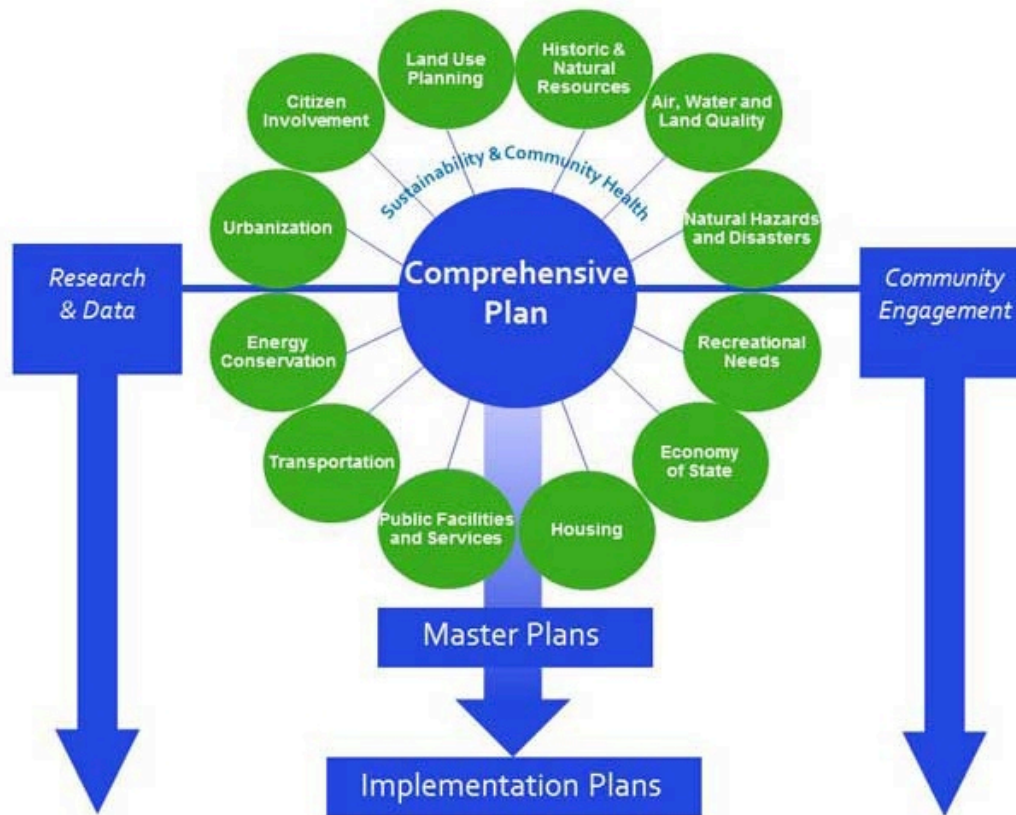 Land Use
Planning
Historic &
Natural
Resources
Citizen
Involvement
Air, Water and
Land Quality
Sustainability & Community Health
Urbanization
Natural Hazards
and Disasters
Research
& Data
Comprehensive
Plan
Community
Engagement
Energy
Conservation
Recreational
Needs
Transportation
Economy
of State
Public Facilities
and Services
Housing
Master Plans
Implementation Plans